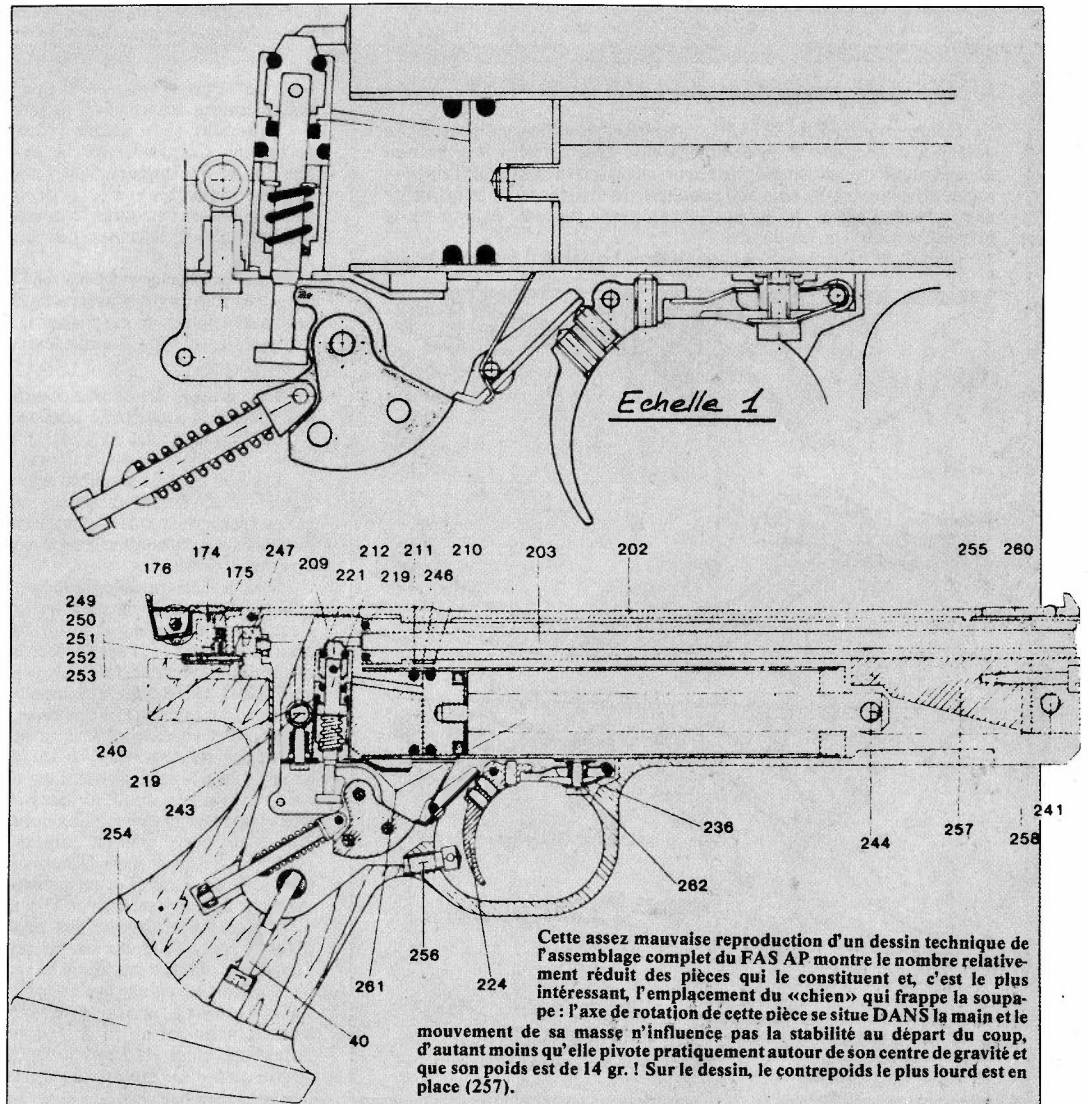 Echelle 1
174 247 212 211 210 203 202 255 260
176 175 209 221 219 246
249
250
251
252
253
240
219
243
254
236
241
244 257 258
262
256
261 224
40
Cette assez mauvaise reproduction d'un dessin technique de
l'assemblage complet du FAS AP montre le nombre relative-
ment réduit des pièces qui le constituent et, c'est le plus
intéressant, l'emplacement du «chien» qui frappe la soupa-
pe : l'axe de rotation de cette pièce se situe DANS la main et le
mouvement de sa masse n'influence pas la stabilité au départ du coup,
d'autant moins qu'elle pivote pratiquement autour de son centre de gravité et
que son poids est de 14 gr. ! Sur le dessin, le contrepoids le plus lourd est en
place (257).